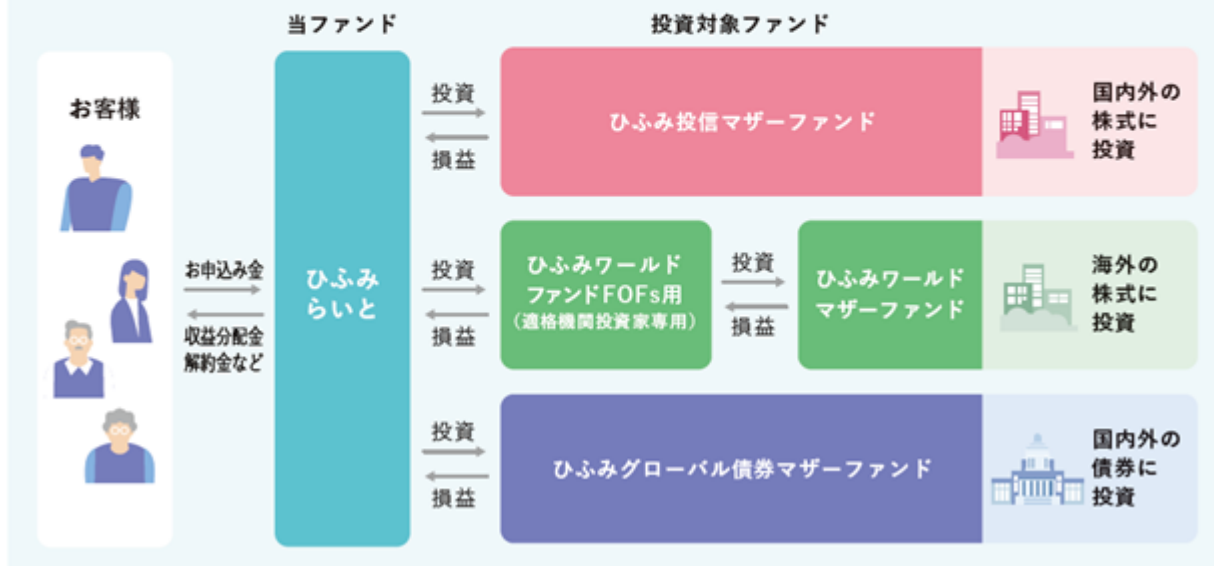 当ファンド
投資対象ファンド
お客様
お申込み金
収益分配金
解約金など
ひふみ
らいと
投資
損益
ひふみ投信マザーファンド
国内外の
株式に
投資
投資
損益
ひふみワールド
ファンドFOFs用
(適格機関投資家専用)
投資
損益
ひふみワールド
マザーファンド
海外の
株式に
投資
投資
損益
ひふみグローバル債券マザーファンド
国内外の
債券に
投資